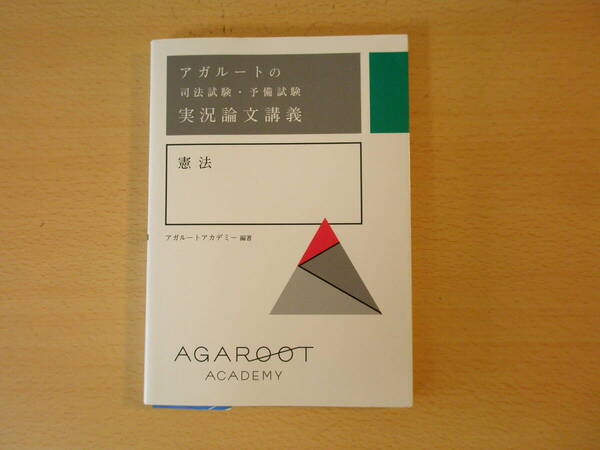 アガルートの
司法試験・予備試験
実況論文講義
憲法
アガルートアカデミー 編著
AGAROOT
ACADEMY